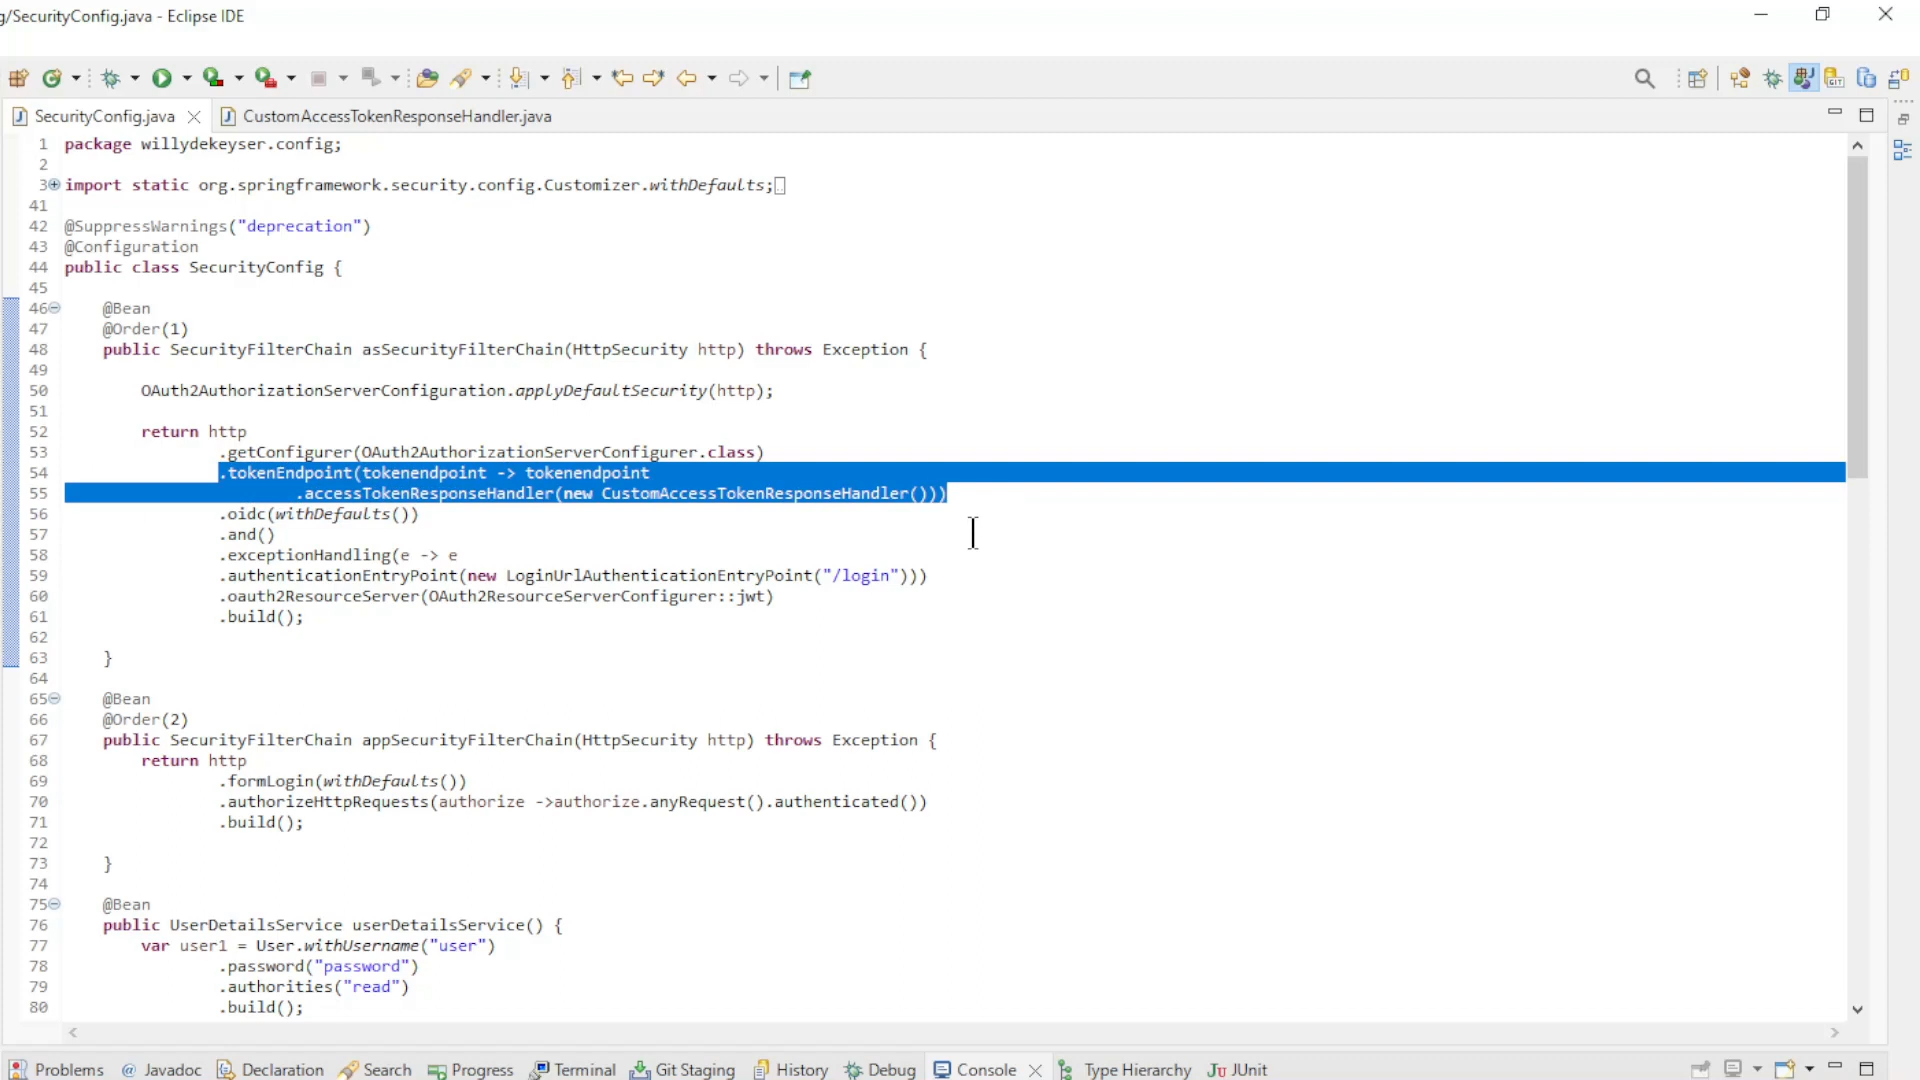 g/SecurityConfig.java - Eclipse IDE
SecurityConfig.java
CustomAccessTokenResponseHandler.java
1 package willydekeyser.config;
2
3 import static org.springframework.security.config.Customizer.withDefaults;
41
42 @SuppressWarnings("deprecation")
43 @Configuration
44 public class SecurityConfig {
45
46 @Bean
47 @Order(1)
48 public SecurityFilterChain asSecurityFilterChain(HttpSecurity http) throws Exception {
49
50 OAuth2AuthorizationServerConfiguration.applyDefaultSecurity(http);
51
52 return http
53 .getConfigurer(OAuth2AuthorizationServerConfigurer.class)
54 .tokenEndpoint(tokenendpoint -> tokenendpoint
55 .accessTokenResponseHandler(new CustomAccessTokenResponseHandler()))
56 .oidc(withDefaults())
57 .and()
58 .exceptionHandling(e -> e
59 .authenticationEntryPoint(new LoginUrlAuthenticationEntryPoint("/login")))
60 .oauth2ResourceServer(OAuth2ResourceServerConfigurer::jwt)
61 .build();
62
63 }
64
65 @Bean
66 @Order(2)
67 public SecurityFilterChain appSecurityFilterChain(HttpSecurity http) throws Exception {
68 return http
69 .formLogin(withDefaults())
70 .authorizeHttpRequests(authorize ->authorize.anyRequest().authenticated())
71 .build();
72
73 }
74
75 @Bean
76 public UserDetailsService userDetailsService() {
77 var user1 = User.withUsername("user")
78 .password("password")
79 .authorities("read")
80 .build();
Problems @ Javadoc Declaration Search Progress Terminal Git Staging History Debug Console Type Hierarchy Ju JUnit